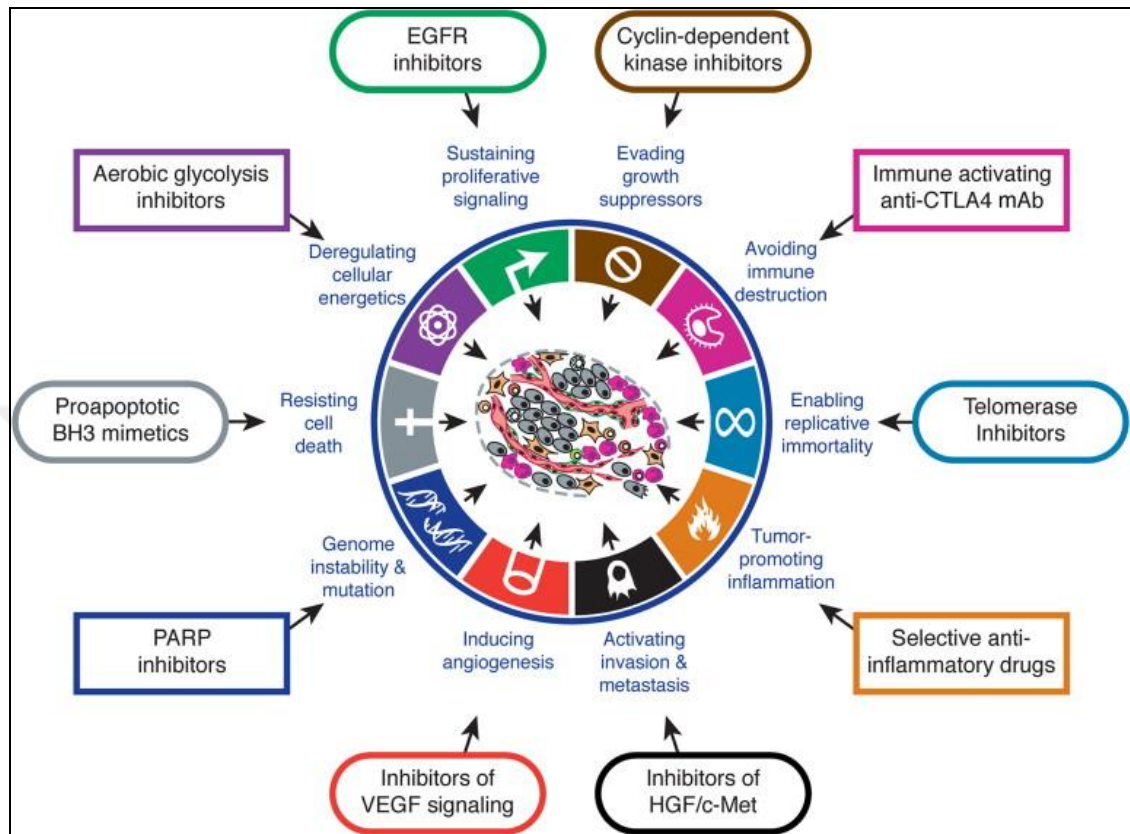 EGFR
inhibitors
Cyclin-dependent
kinase inhibitors
Sustaining
proliferative
signaling
Evading
growth
suppressors
Aerobic glycolysis
inhibitors
Immune activating
anti-CTLA4 mAb
Deregulating
cellular
energetics
Avoiding
immune
destruction
Proapoptotic
BH3 mimetics
Resisting
cell
death
Enabling
replicative
immortality
Telomerase
Inhibitors
Genome
instability &
mutation
Tumor-
promoting
inflammation
PARP
inhibitors
Inducing
angiogenesis
Activating
invasion &
metastasis
Selective anti-
inflammatory drugs
Inhibitors of
VEGF signaling
Inhibitors of
HGF/c-Met